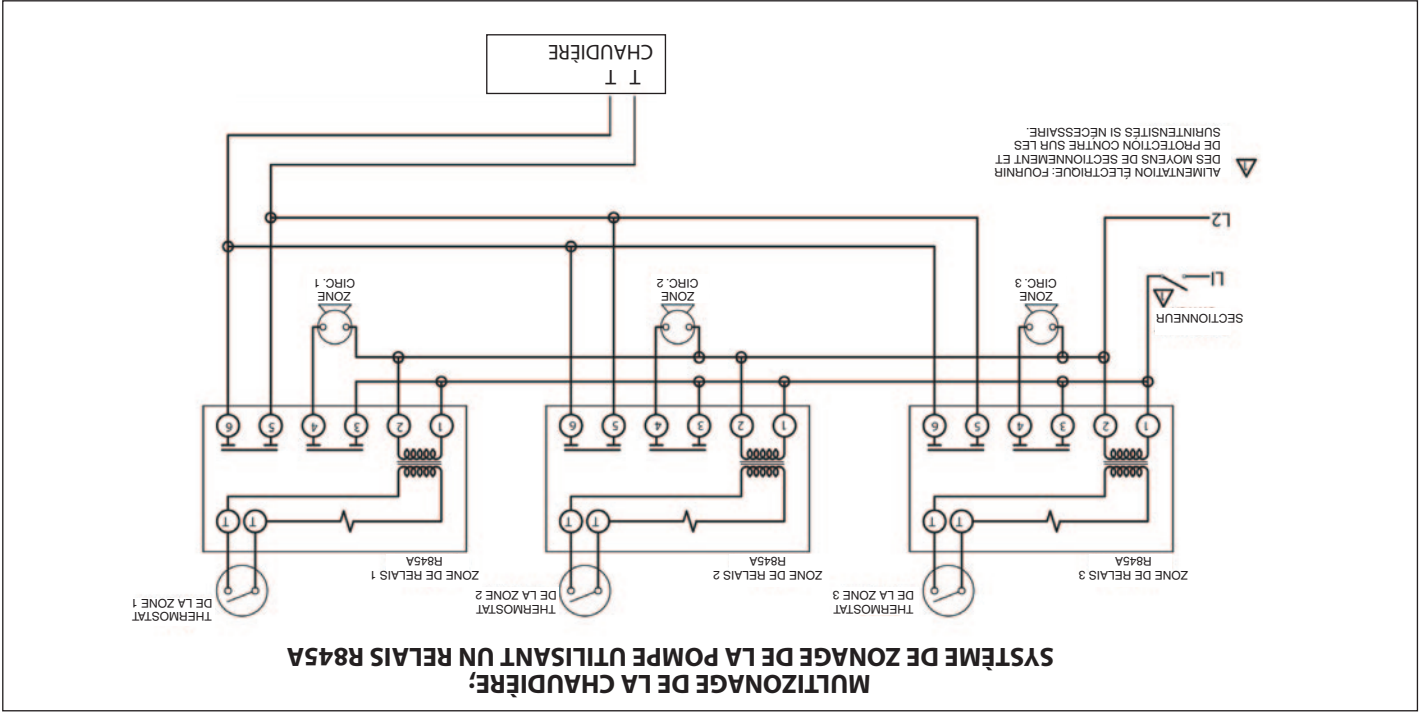 MULTIZONAGE DE LA CHAUDIÈRE;
SYSTÈME DE ZONAGE DE LA POMPE UTILISANT UN RELAIS R845A
THERMOSTAT
DE LA ZONE 3
ZONE DE RELAIS 3
R845A
T T
1 2 3 4 5 6
ZONE
CIRC. 3
THERMOSTAT
DE LA ZONE 2
ZONE DE RELAIS 2
R845A
T T
1 2 3 4 5 6
ZONE
CIRC. 2
THERMOSTAT
DE LA ZONE 1
ZONE DE RELAIS 1
R845A
T T
1 2 3 4 5 6
ZONE
CIRC. 1
SECTIONNEUR
1
L1
L2
1
ALIMENTATION ÉLECTRIQUE: FOURNIR
DES MOYENS DE SECTIONNEMENT ET
DE PROTECTION CONTRE SUR LES
SURINTENSITÉS SI NÉCESSAIRE.
T T
CHAUDIÈRE